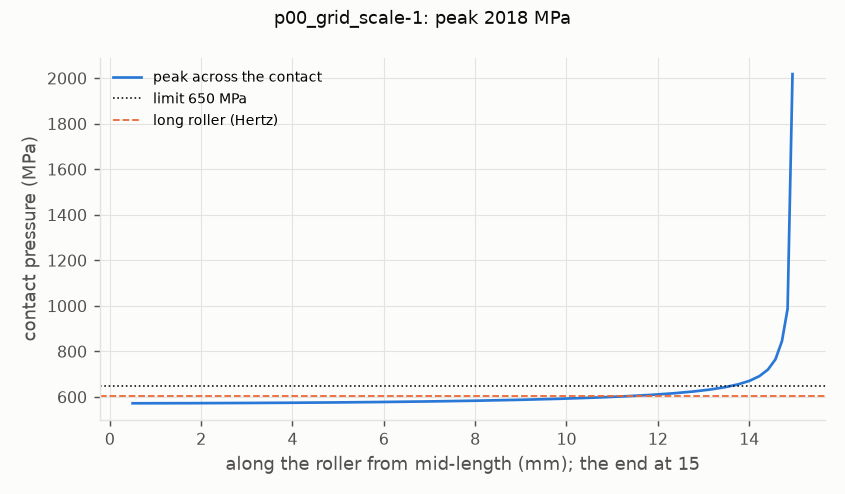 p00_grid_scale-1: peak 2018 MPa
peak across the contact
limit 650 MPa
long roller (Hertz)
contact pressure (MPa)
2000
1800
1600
1400
1200
1000
800
600
0 2 4 6 8 10 12 14
along the roller from mid-length (mm); the end at 15